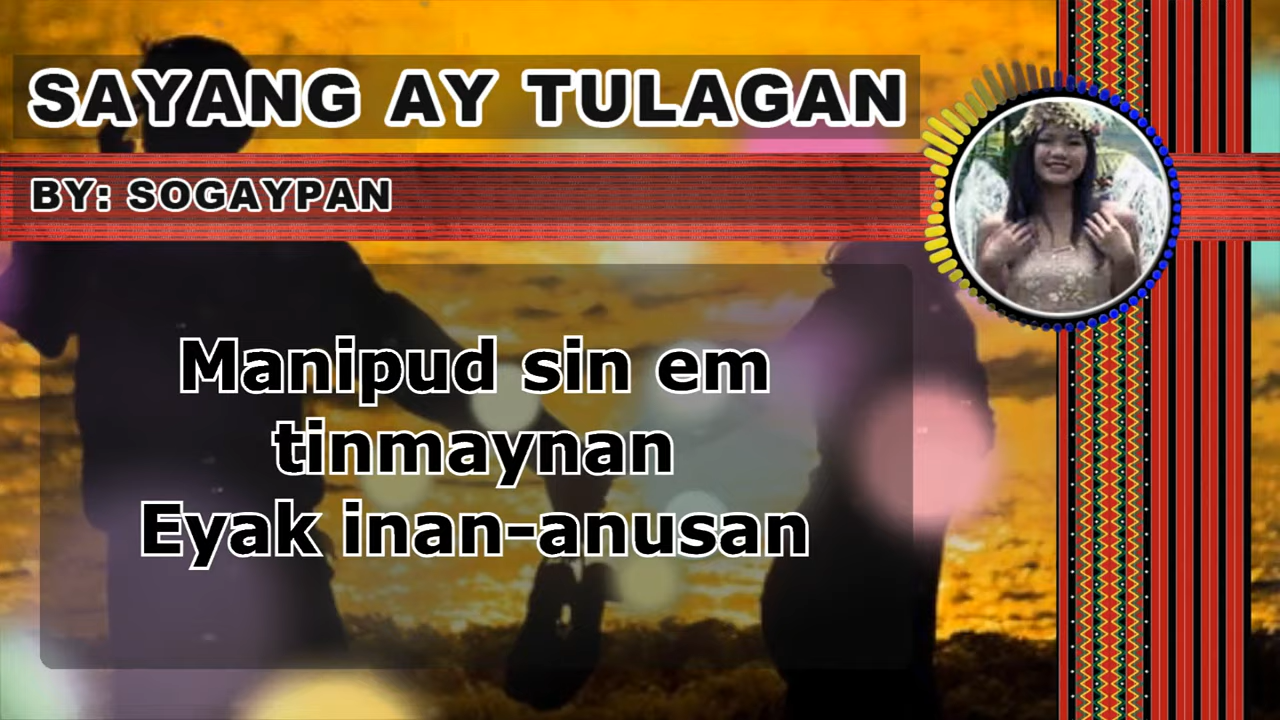 SAYANG AY TULAGAN
BY: SOGAYPAN
Manipud sin em
tinmaynan
Eyak inan-anusan